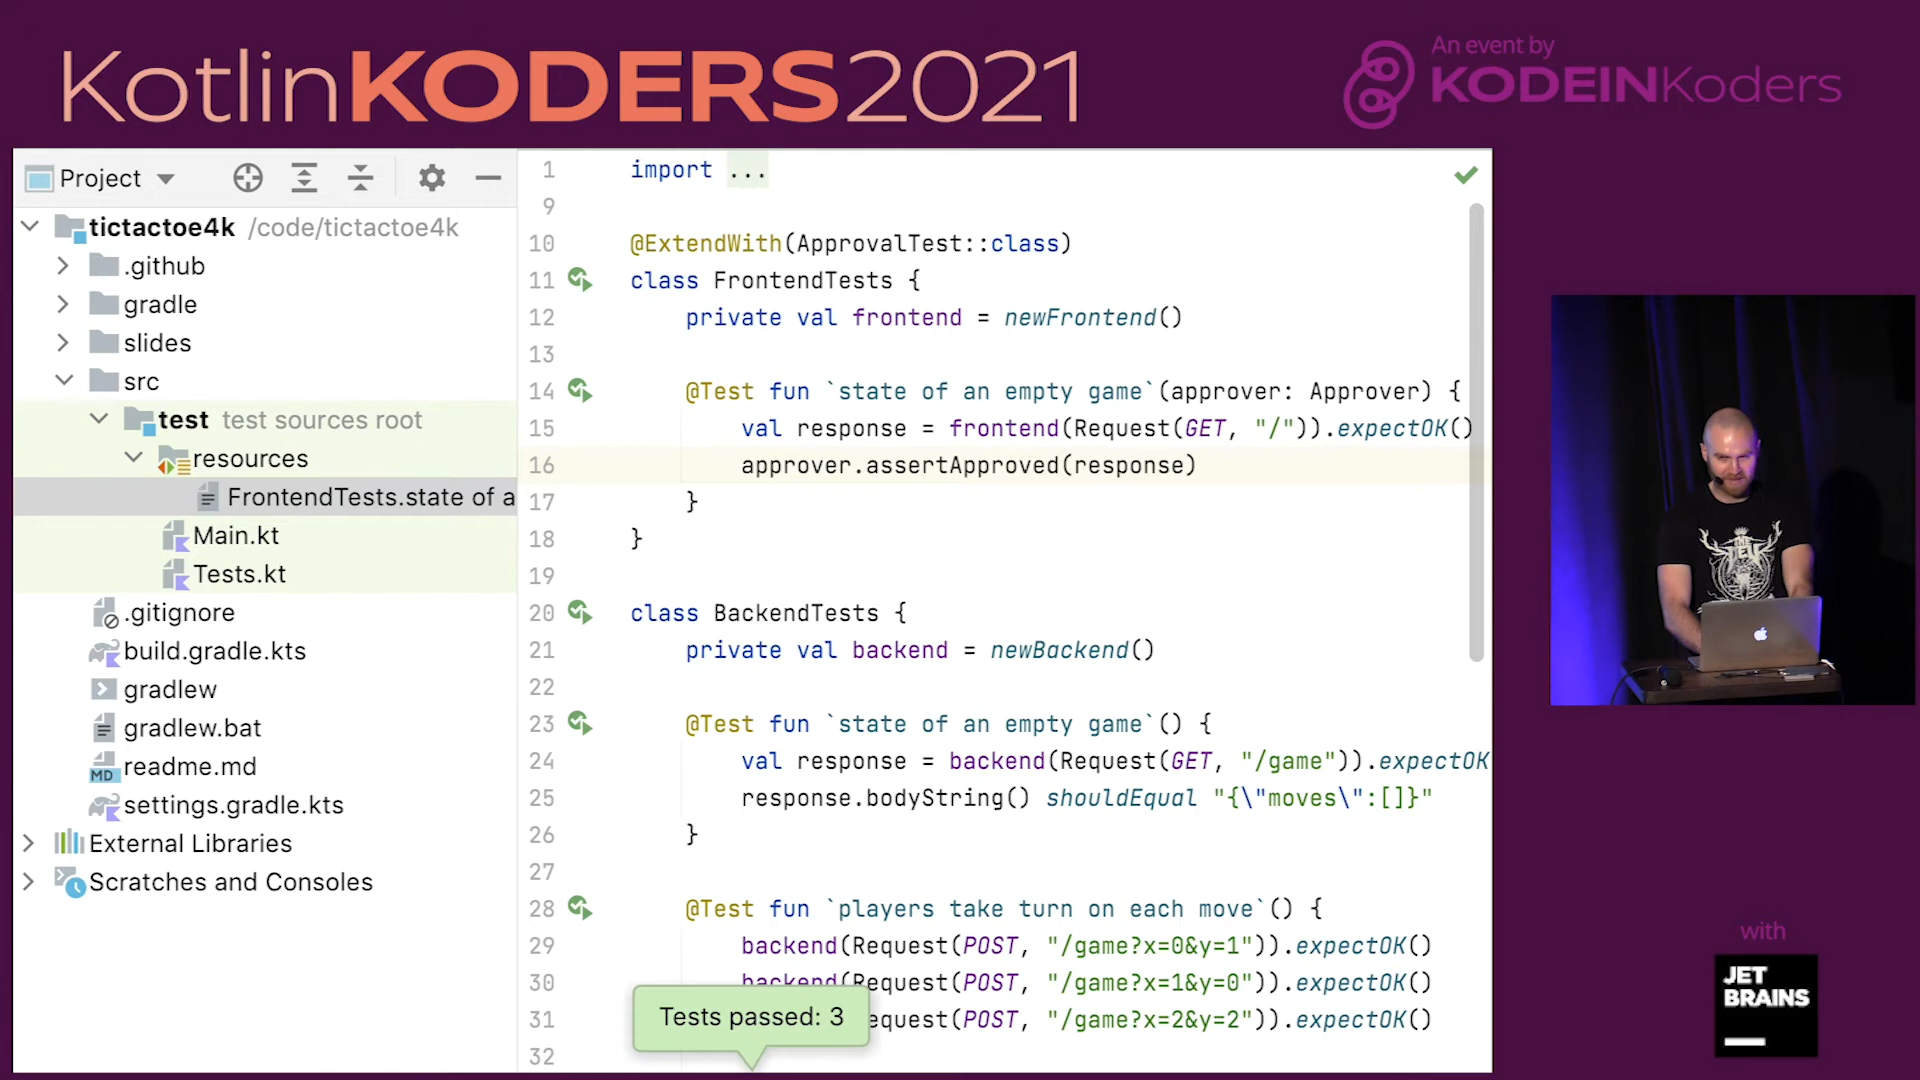 KotlinKODERS2021
An event by
KODEINKoders
Project
tictactoe4k /code/tictactoe4k
.github
gradle
slides
src
test test sources root
resources
FrontendTests.state of a
Main.kt
Tests.kt
.gitignore
build.gradle.kts
gradlew
gradlew.bat
MD readme.md
settings.gradle.kts
External Libraries
Scratches and Consoles
1 import ...
9
10 @ExtendWith(ApprovalTest::class)
11 class FrontendTests {
12 private val frontend = newFrontend()
13
14 @Test fun `state of an empty game`(approver: Approver) {
15 val response = frontend(Request(GET, "/")).expectOK()
16 approver.assertApproved(response)
17 }
18 }
19
20 class BackendTests {
21 private val backend = newBackend()
22
23 @Test fun `state of an empty game`() {
24 val response = backend(Request(GET, "/game")).expectOK
25 response.bodyString() shouldEqual "{\"moves\":[]}"
26 }
27
28 @Test fun `players take turn on each move`() {
29 backend(Request(POST, "/game?x=0&y=1")).expectOK()
30 backend(Request(POST, "/game?x=1&y=0")).expectOK()
31 equest(POST, "/game?x=2&y=2")).expectOK()
32
Tests passed: 3
with
JET
BRAINS